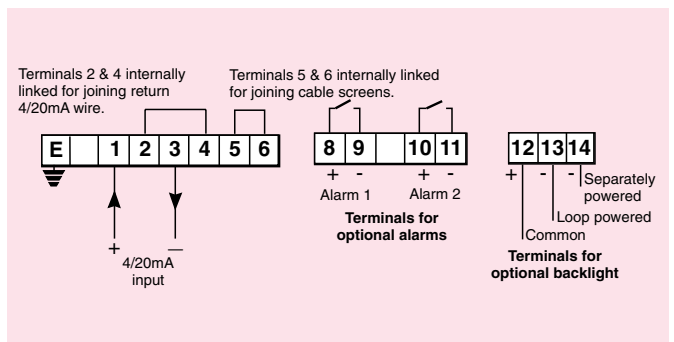 Terminals 2 & 4 internally
linked for joining return
4/20mA wire.
Terminals 5 & 6 internally linked
for joining cable screens.
E 1 2 3 4 5 6
8 9 10 11
12 13 14
+ -
Alarm 1
+ -
Alarm 2
Terminals for
optional alarms
+ - -
Separately
powered
Loop powered
Common
Terminals for
optional backlight
+ —
4/20mA
input